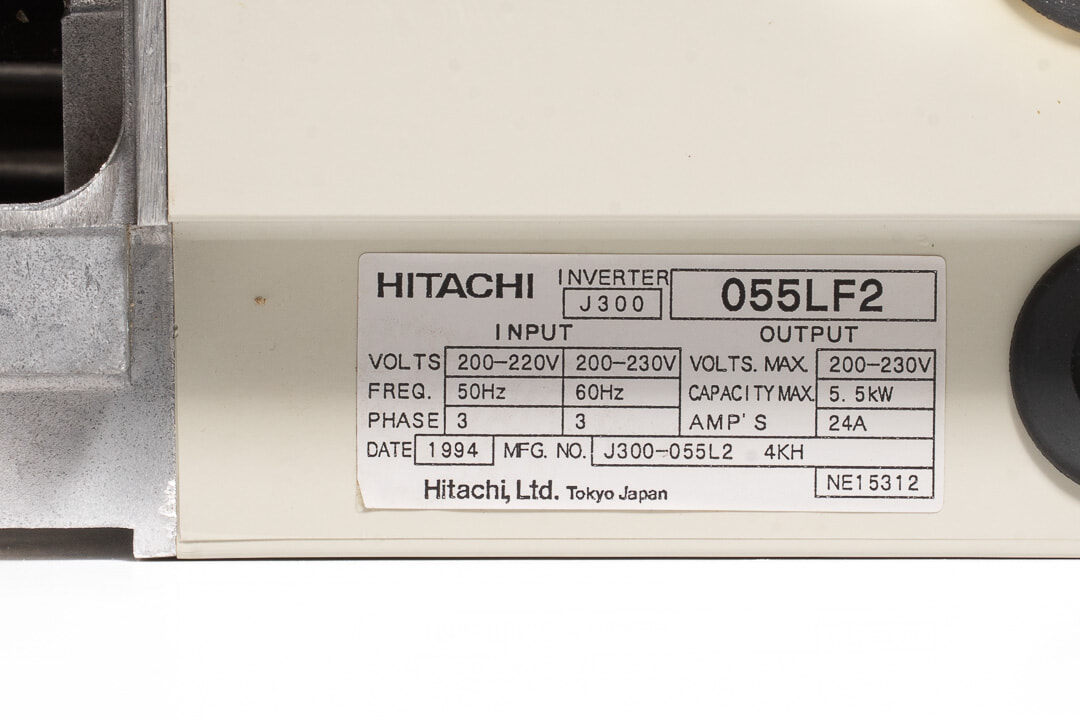 HITACHI INVERTER J300 055LF2
INPUT OUTPUT
VOLTS 200-220V 200-230V VOLTS. MAX. 200-230V
FREQ. 50Hz 60Hz CAPACITY MAX. 5.5kW
PHASE 3 3 AMP'S 24A
DATE 1994 MFG. NO. J300-055L2 4KH
Hitachi, Ltd. Tokyo Japan NE15312